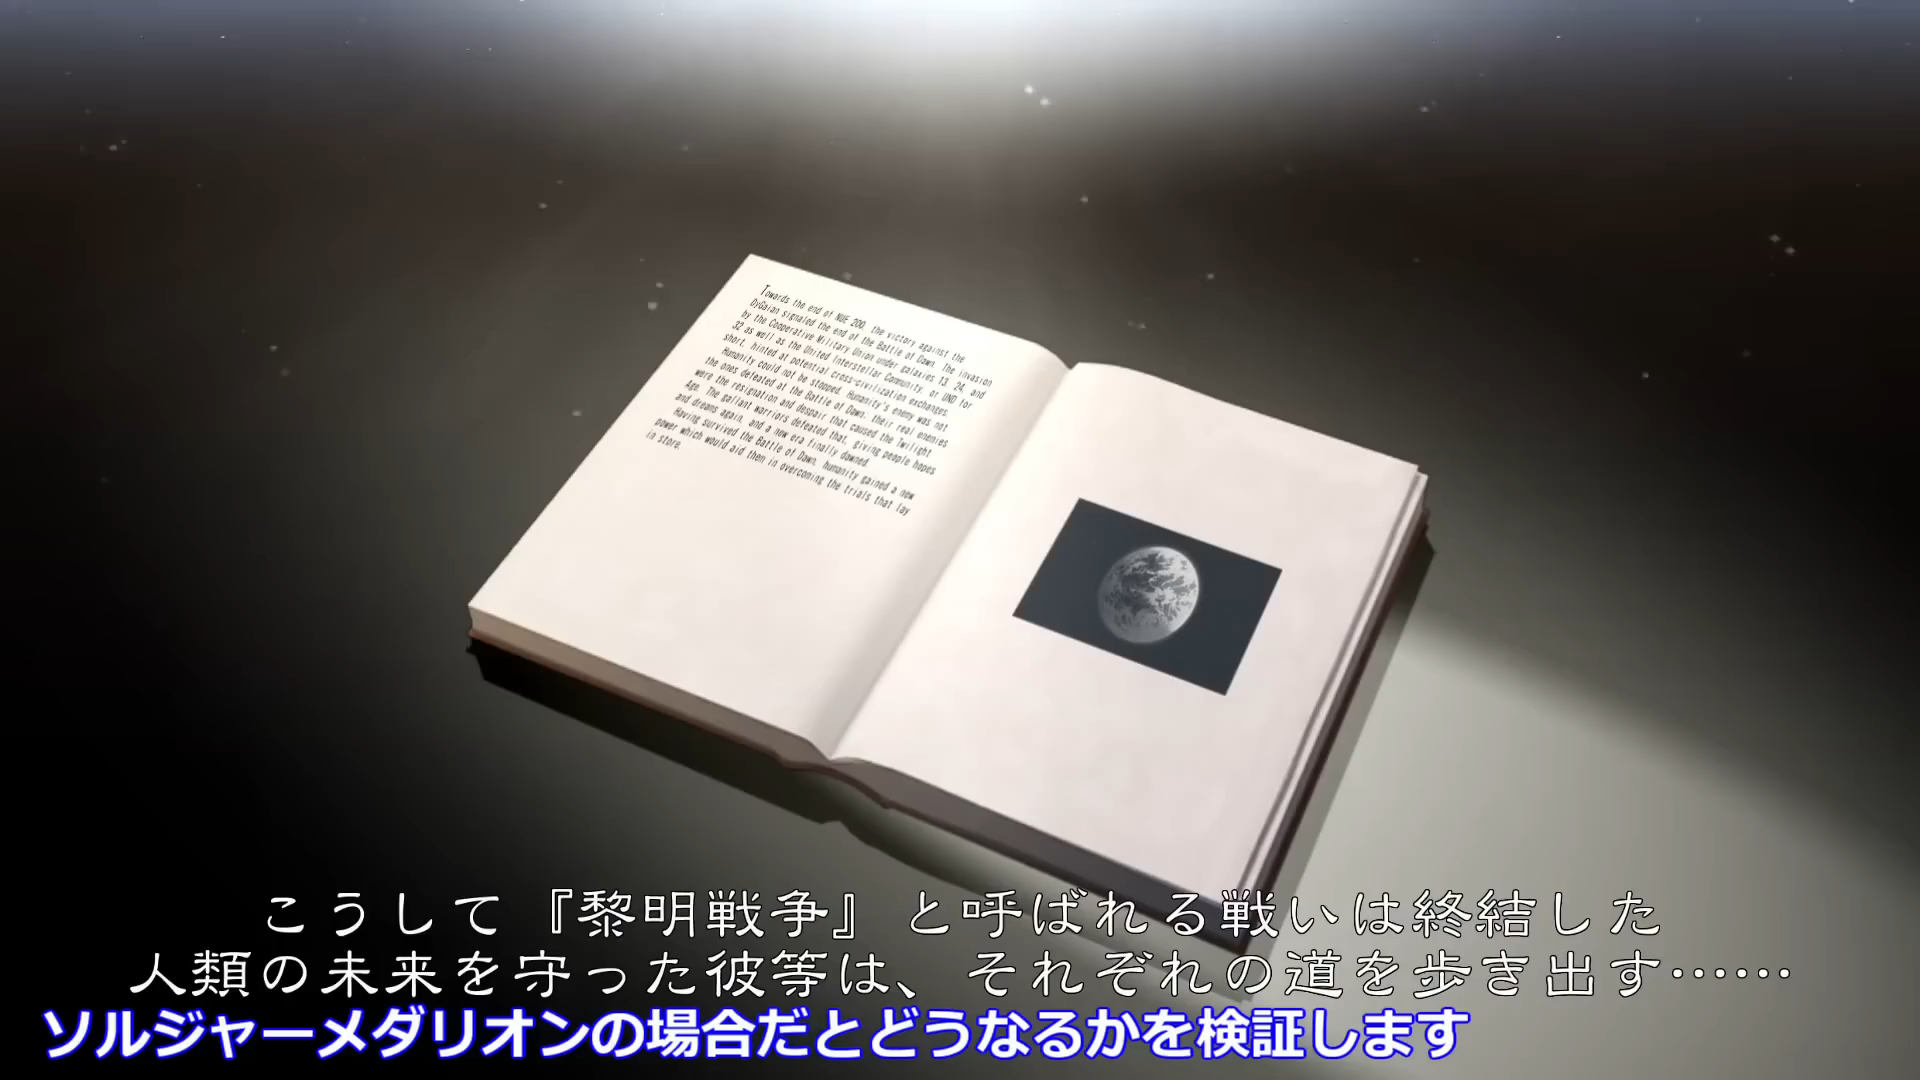 Towards the end of NUE 200, the victory against the
DyGaian signaled the end of the Battle of Dawn. The invasion
by the Cooperative Military Union under galaxies 13, 24, and
32 as well as the United Interstellar Community, or UND for
short, hinted at potential cross-civilization exchanges.
Humanity could not be stopped. Humanity's enemy was not
the ones defeated at the Battle of Dawn, their real enemies
were the resignation and despair that caused the Twilight
Age. The gallant warriors defeated that, giving people hopes
and dreams again, and a new era finally dawned.
Having survived the Battle of Dawn, humanity gained a new
power which would aid then in overcoming the trials that lay
in store.
こうして『黎明戦争』と呼ばれる戦いは終結した
人類の未来を守った彼等は、それぞれの道を歩き出す……
ソルジャーメダリオンの場合だとどうなるかを検証します